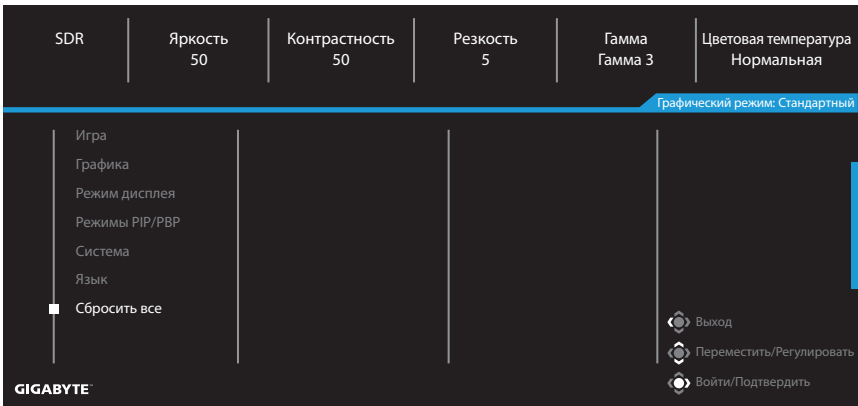 SDR
Яркость
50
Контрастность
50
Резкость
5
Гамма
Гамма 3
Цветовая температура
Нормальная
Графический режим: Стандартный
Игра
Графика
Режим дисплея
Режимы PIP/PBP
Система
Язык
Сбросить все
Выход
Переместить/Регулировать
Войти/Подтвердить
GIGABYTE™